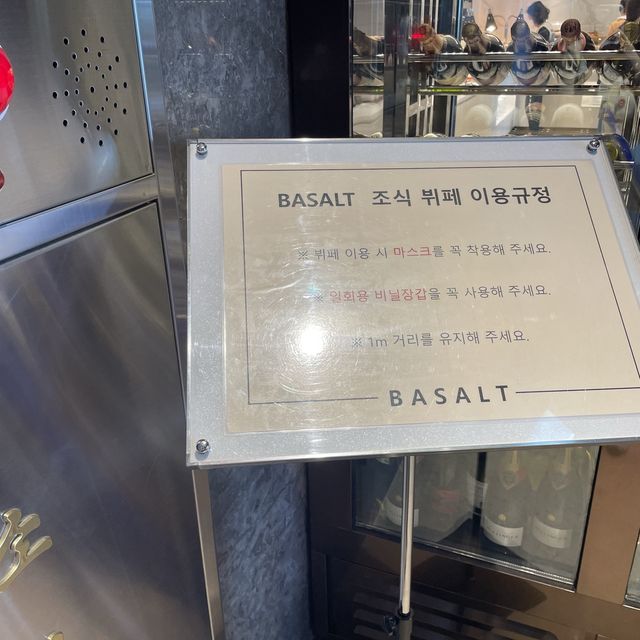 BASALT 조식 뷔페 이용규정
※ 뷔페 이용 시 마스크를 꼭 착용해 주세요.
※ 일회용 비닐장갑을 꼭 사용해 주세요.
※ 1m 거리를 유지해 주세요.
BASALT